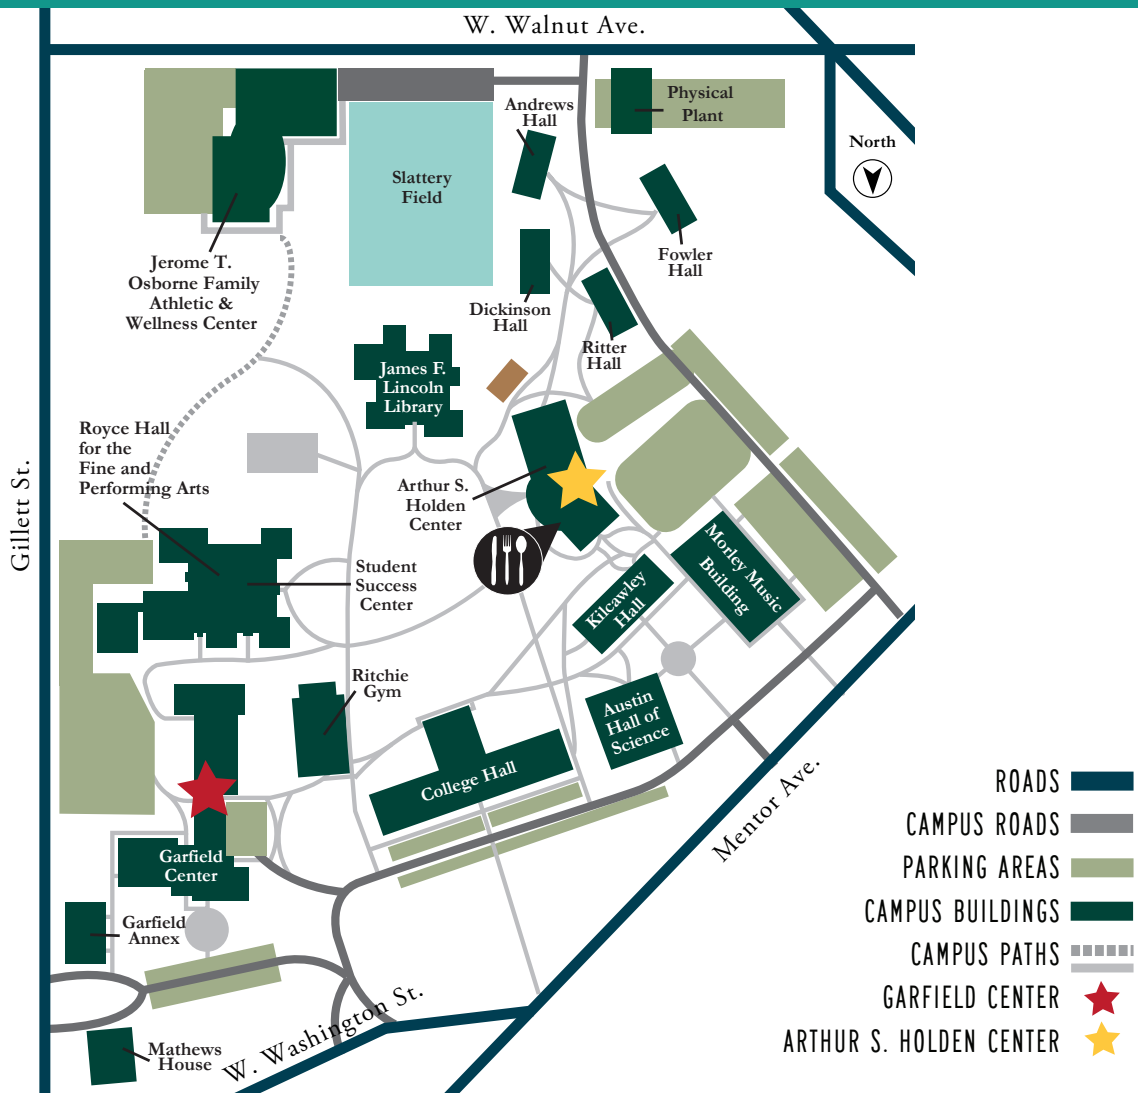 W. Walnut Ave.
Andrews
Hall
Physical
Plant
North
Slattery
Field
Jerome T.
Osborne Family
Athletic &
Wellness Center
Fowler
Hall
Dickinson
Hall
Ritter
Hall
James F.
Lincoln
Library
Royce Hall
for the
Fine and
Performing Arts
Gillett St.
Arthur S.
Holden
Center
Student
Success
Center
Morley Music
Building
Kilcawley
Hall
Ritchie
Gym
Austin
Hall of
Science
College Hall
Mentor Ave.
Garfield
Center
Garfield
Annex
W. Washington St.
Mathews
House
ROADS
CAMPUS ROADS
PARKING AREAS
CAMPUS BUILDINGS
CAMPUS PATHS
GARFIELD CENTER
ARTHUR S. HOLDEN CENTER